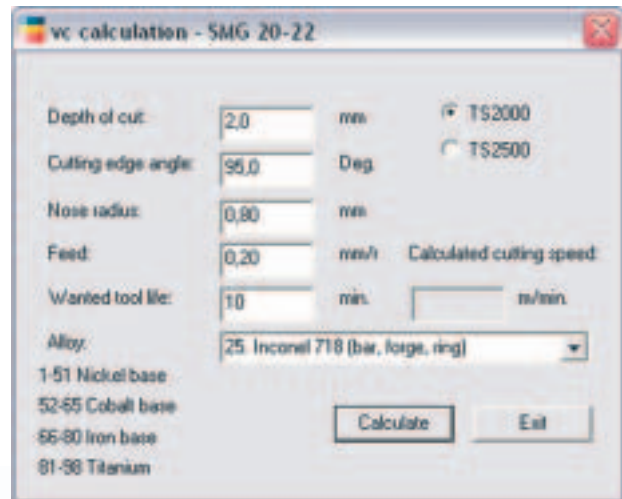 vc calculation - SMG 20-22
Depth of cut: 2,0 mm TS2000
Cutting edge angle: 95,0 Deg. TS2500
Nose radius: 0,80 mm
Feed: 0,20 mm/r Calculated cutting speed:
Wanted tool life: 10 min. m/min.
Alloy: 25. Inconel 718 (bar, forge, ring)
1-51 Nickel base
52-65 Cobalt base
66-80 Iron base
81-98 Titanium
Calculate Exit